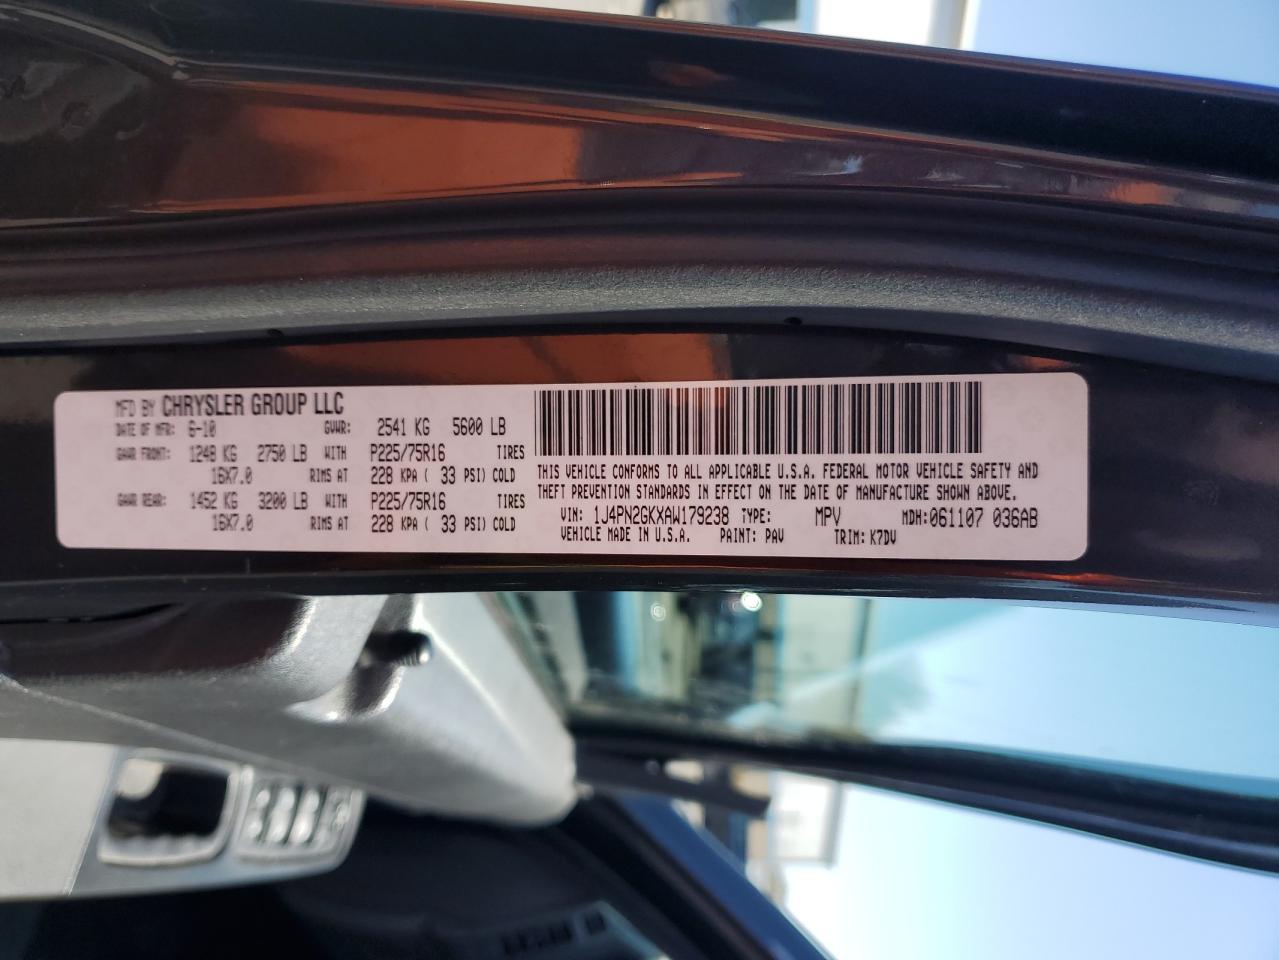 MFD BY CHRYSLER GROUP LLC
DATE OF MFR: 6-10 GVWR: 2541 KG 5600 LB
GAWR FRONT: 1248 KG 2750 LB WITH P225/75R16 TIRES
16X7.0 RIMS AT 228 KPA ( 33 PSI) COLD
GAWR REAR: 1452 KG 3200 LB WITH P225/75R16 TIRES
16X7.0 RIMS AT 228 KPA ( 33 PSI) COLD
THIS VEHICLE CONFORMS TO ALL APPLICABLE U.S.A. FEDERAL MOTOR VEHICLE SAFETY AND
THEFT PREVENTION STANDARDS IN EFFECT ON THE DATE OF MANUFACTURE SHOWN ABOVE.
VIN: 1J4PN2GKXAW179238 TYPE: MPV MDH:061107 036AB
VEHICLE MADE IN U.S.A. PAINT: PAV TRIM: K7DV